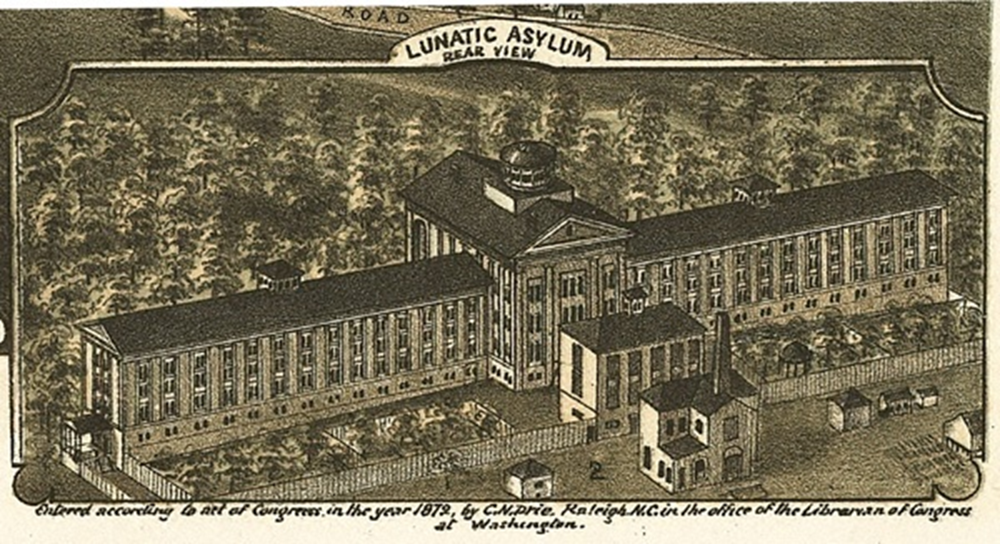 ROAD
LUNATIC ASYLUM,
REAR VIEW
1
2
Entered according to act of Congress, in the year 1872, by C.N.Drie, Raleigh.N.C. in the office of the Librarian of Congress
at Washington.